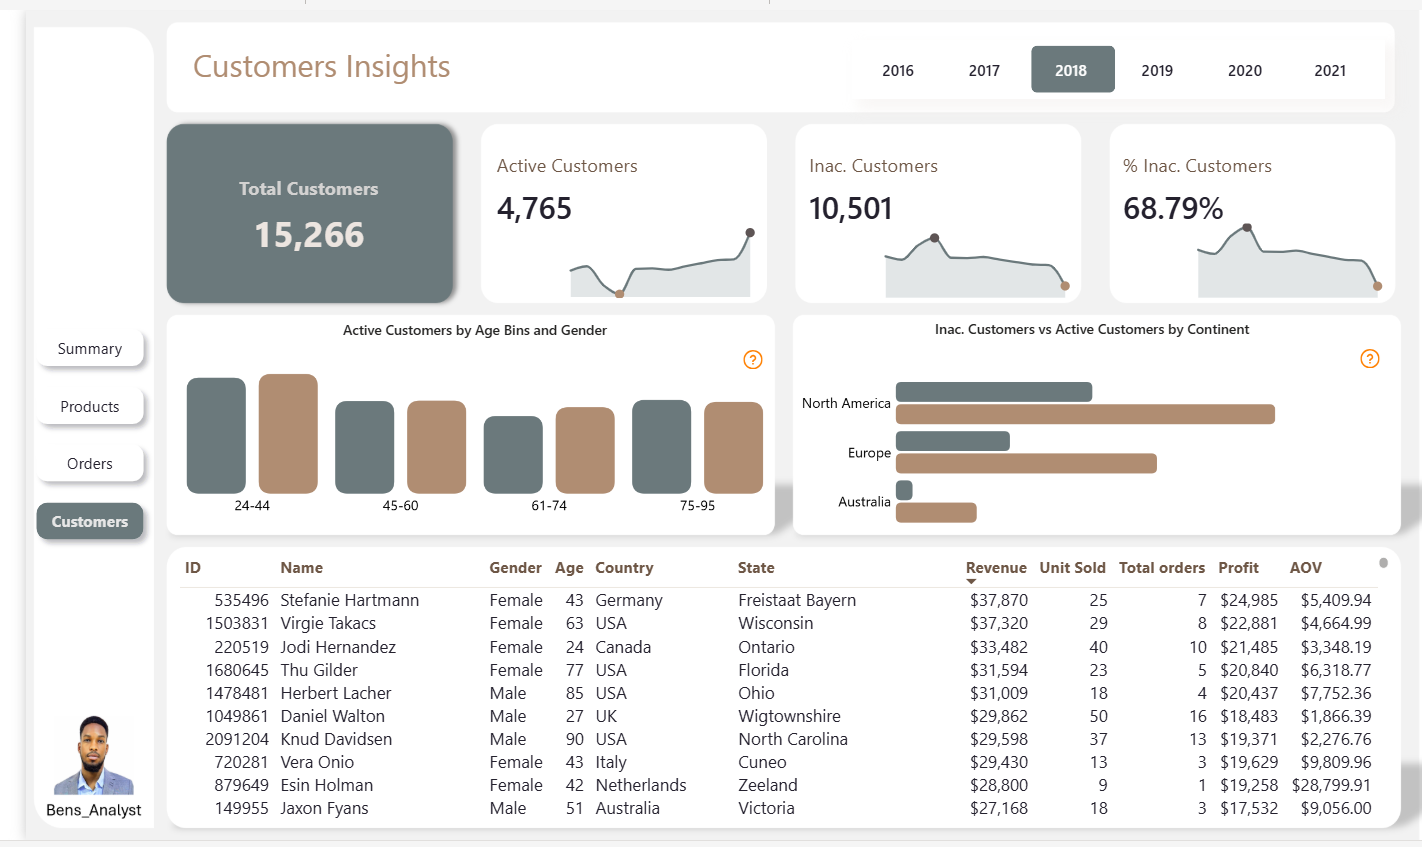 Customers Insights
2016 2017 2018 2019 2020 2021
Total Customers
15,266
Active Customers
4,765
Inac. Customers
10,501
% Inac. Customers
68.79%
Summary
Products
Orders
Customers
Active Customers by Age Bins and Gender
?
24-44 45-60 61-74 75-95
Inac. Customers vs Active Customers by Continent
?
North America
Europe
Australia
ID Name Gender Age Country State Revenue Unit Sold Total orders Profit AOV
535496 Stefanie Hartmann Female 43 Germany Freistaat Bayern $37,870 25 7 $24,985 $5,409.94
1503831 Virgie Takacs Female 63 USA Wisconsin $37,320 29 8 $22,881 $4,664.99
220519 Jodi Hernandez Female 24 Canada Ontario $33,482 40 10 $21,485 $3,348.19
1680645 Thu Gilder Female 77 USA Florida $31,594 23 5 $20,840 $6,318.77
1478481 Herbert Lacher Male 85 USA Ohio $31,009 18 4 $20,437 $7,752.36
1049861 Daniel Walton Male 27 UK Wigtownshire $29,862 50 16 $18,483 $1,866.39
2091204 Knud Davidsen Male 90 USA North Carolina $29,598 37 13 $19,371 $2,276.76
720281 Vera Onio Female 43 Italy Cuneo $29,430 13 3 $19,629 $9,809.96
879649 Esin Holman Female 42 Netherlands Zeeland $28,800 9 1 $19,258 $28,799.91
149955 Jaxon Fyans Male 51 Australia Victoria $27,168 18 3 $17,532 $9,056.00
Bens_Analyst